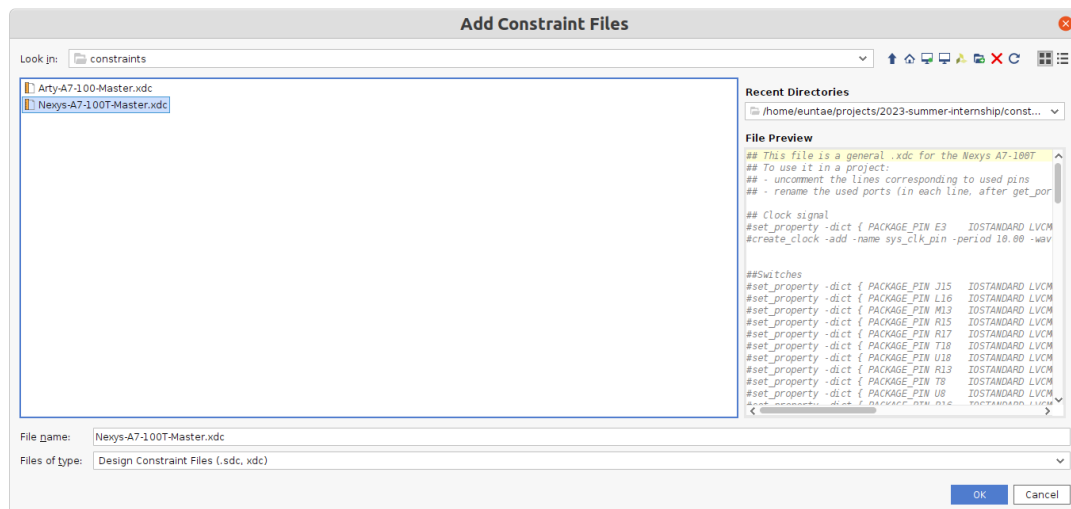 Add Constraint Files
Look in: constraints
Arty-A7-100-Master.xdc
Nexys-A7-100T-Master.xdc
Recent Directories
/home/euntae/projects/2023-summer-internship/const...
File Preview
## This file is a general .xdc for the Nexys A7-100T
## To use it in a project:
## - uncomment the lines corresponding to used pins
## - rename the used ports (in each line, after get_por
## Clock signal
#set_property -dict { PACKAGE_PIN E3 IOSTANDARD LVCM
#create_clock -add -name sys_clk_pin -period 10.00 -wav
##Switches
#set_property -dict { PACKAGE_PIN J15 IOSTANDARD LVCM
#set_property -dict { PACKAGE_PIN L16 IOSTANDARD LVCM
#set_property -dict { PACKAGE_PIN M13 IOSTANDARD LVCM
#set_property -dict { PACKAGE_PIN R15 IOSTANDARD LVCM
#set_property -dict { PACKAGE_PIN R17 IOSTANDARD LVCM
#set_property -dict { PACKAGE_PIN T18 IOSTANDARD LVCM
#set_property -dict { PACKAGE_PIN U18 IOSTANDARD LVCM
#set_property -dict { PACKAGE_PIN R13 IOSTANDARD LVCM
#set_property -dict { PACKAGE_PIN T8 IOSTANDARD LVCM
#set_property -dict { PACKAGE_PIN U8 IOSTANDARD LVCM
#set_property -dict { PACKAGE_PIN R16 IOSTANDARD LVCM
File name: Nexys-A7-100T-Master.xdc
Files of type: Design Constraint Files (.sdc, xdc)
OK Cancel